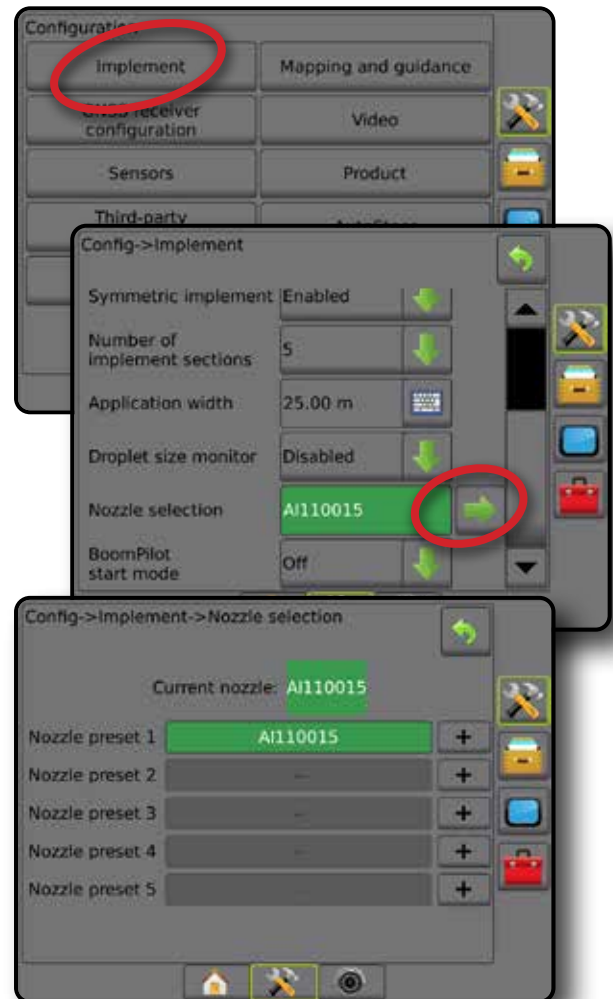 Configuration
Implement
Mapping and guidance
GNSS receiver
configuration
Video
Sensors
Product
Third-party
Config->Implement
Symmetric implement
Enabled
Number of
implement sections
5
Application width
25.00 m
Droplet size monitor
Disabled
Nozzle selection
AI110015
BoomPilot
start mode
Off
Config->Implement->Nozzle selection
Current nozzle: AI110015
Nozzle preset 1
AI110015
+
Nozzle preset 2
--
+
Nozzle preset 3
--
+
Nozzle preset 4
--
+
Nozzle preset 5
--
+